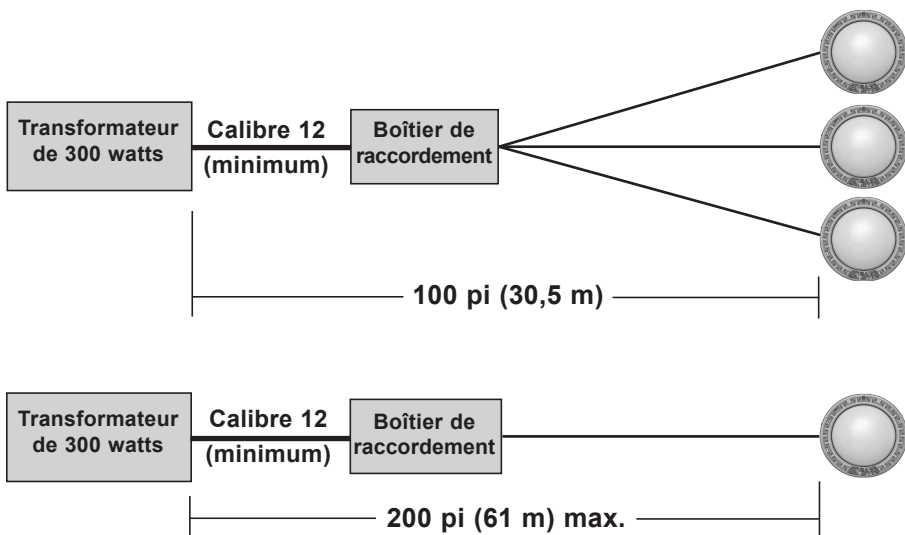 Transformateur
de 300 watts
Calibre 12
(minimum)
Boîtier de
raccordement
100 pi (30,5 m)
Transformateur
de 300 watts
Calibre 12
(minimum)
Boîtier de
raccordement
200 pi (61 m) max.